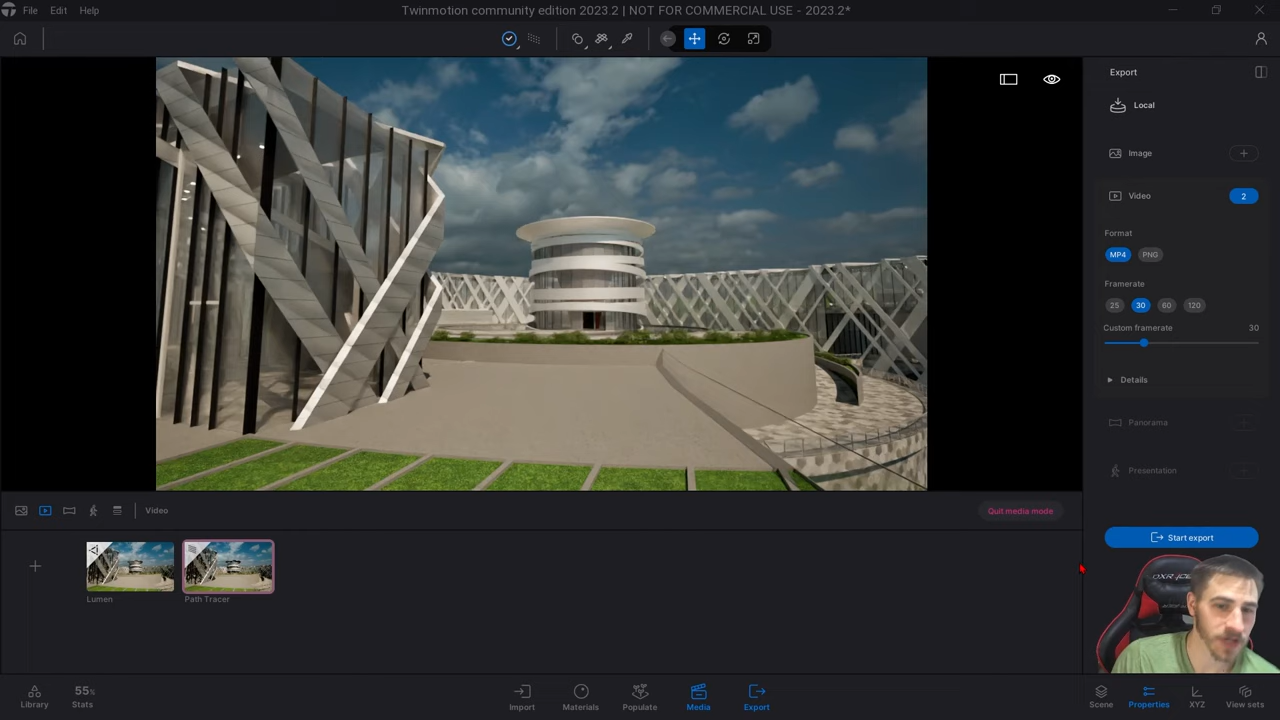 File Edit Help
Twinmotion community edition 2023.2 | NOT FOR COMMERCIAL USE - 2023.2*
Export
Local
Image
Video 2
Format
MP4 PNG
Framerate
25 30 60 120
Custom framerate 30
Details
Panorama
Presentation
Start export
Video
Quit media mode
Lumen
Path Tracer
Library
55%
Stats
Import
Materials
Populate
Media
Export
Scene
Properties
XYZ
View sets